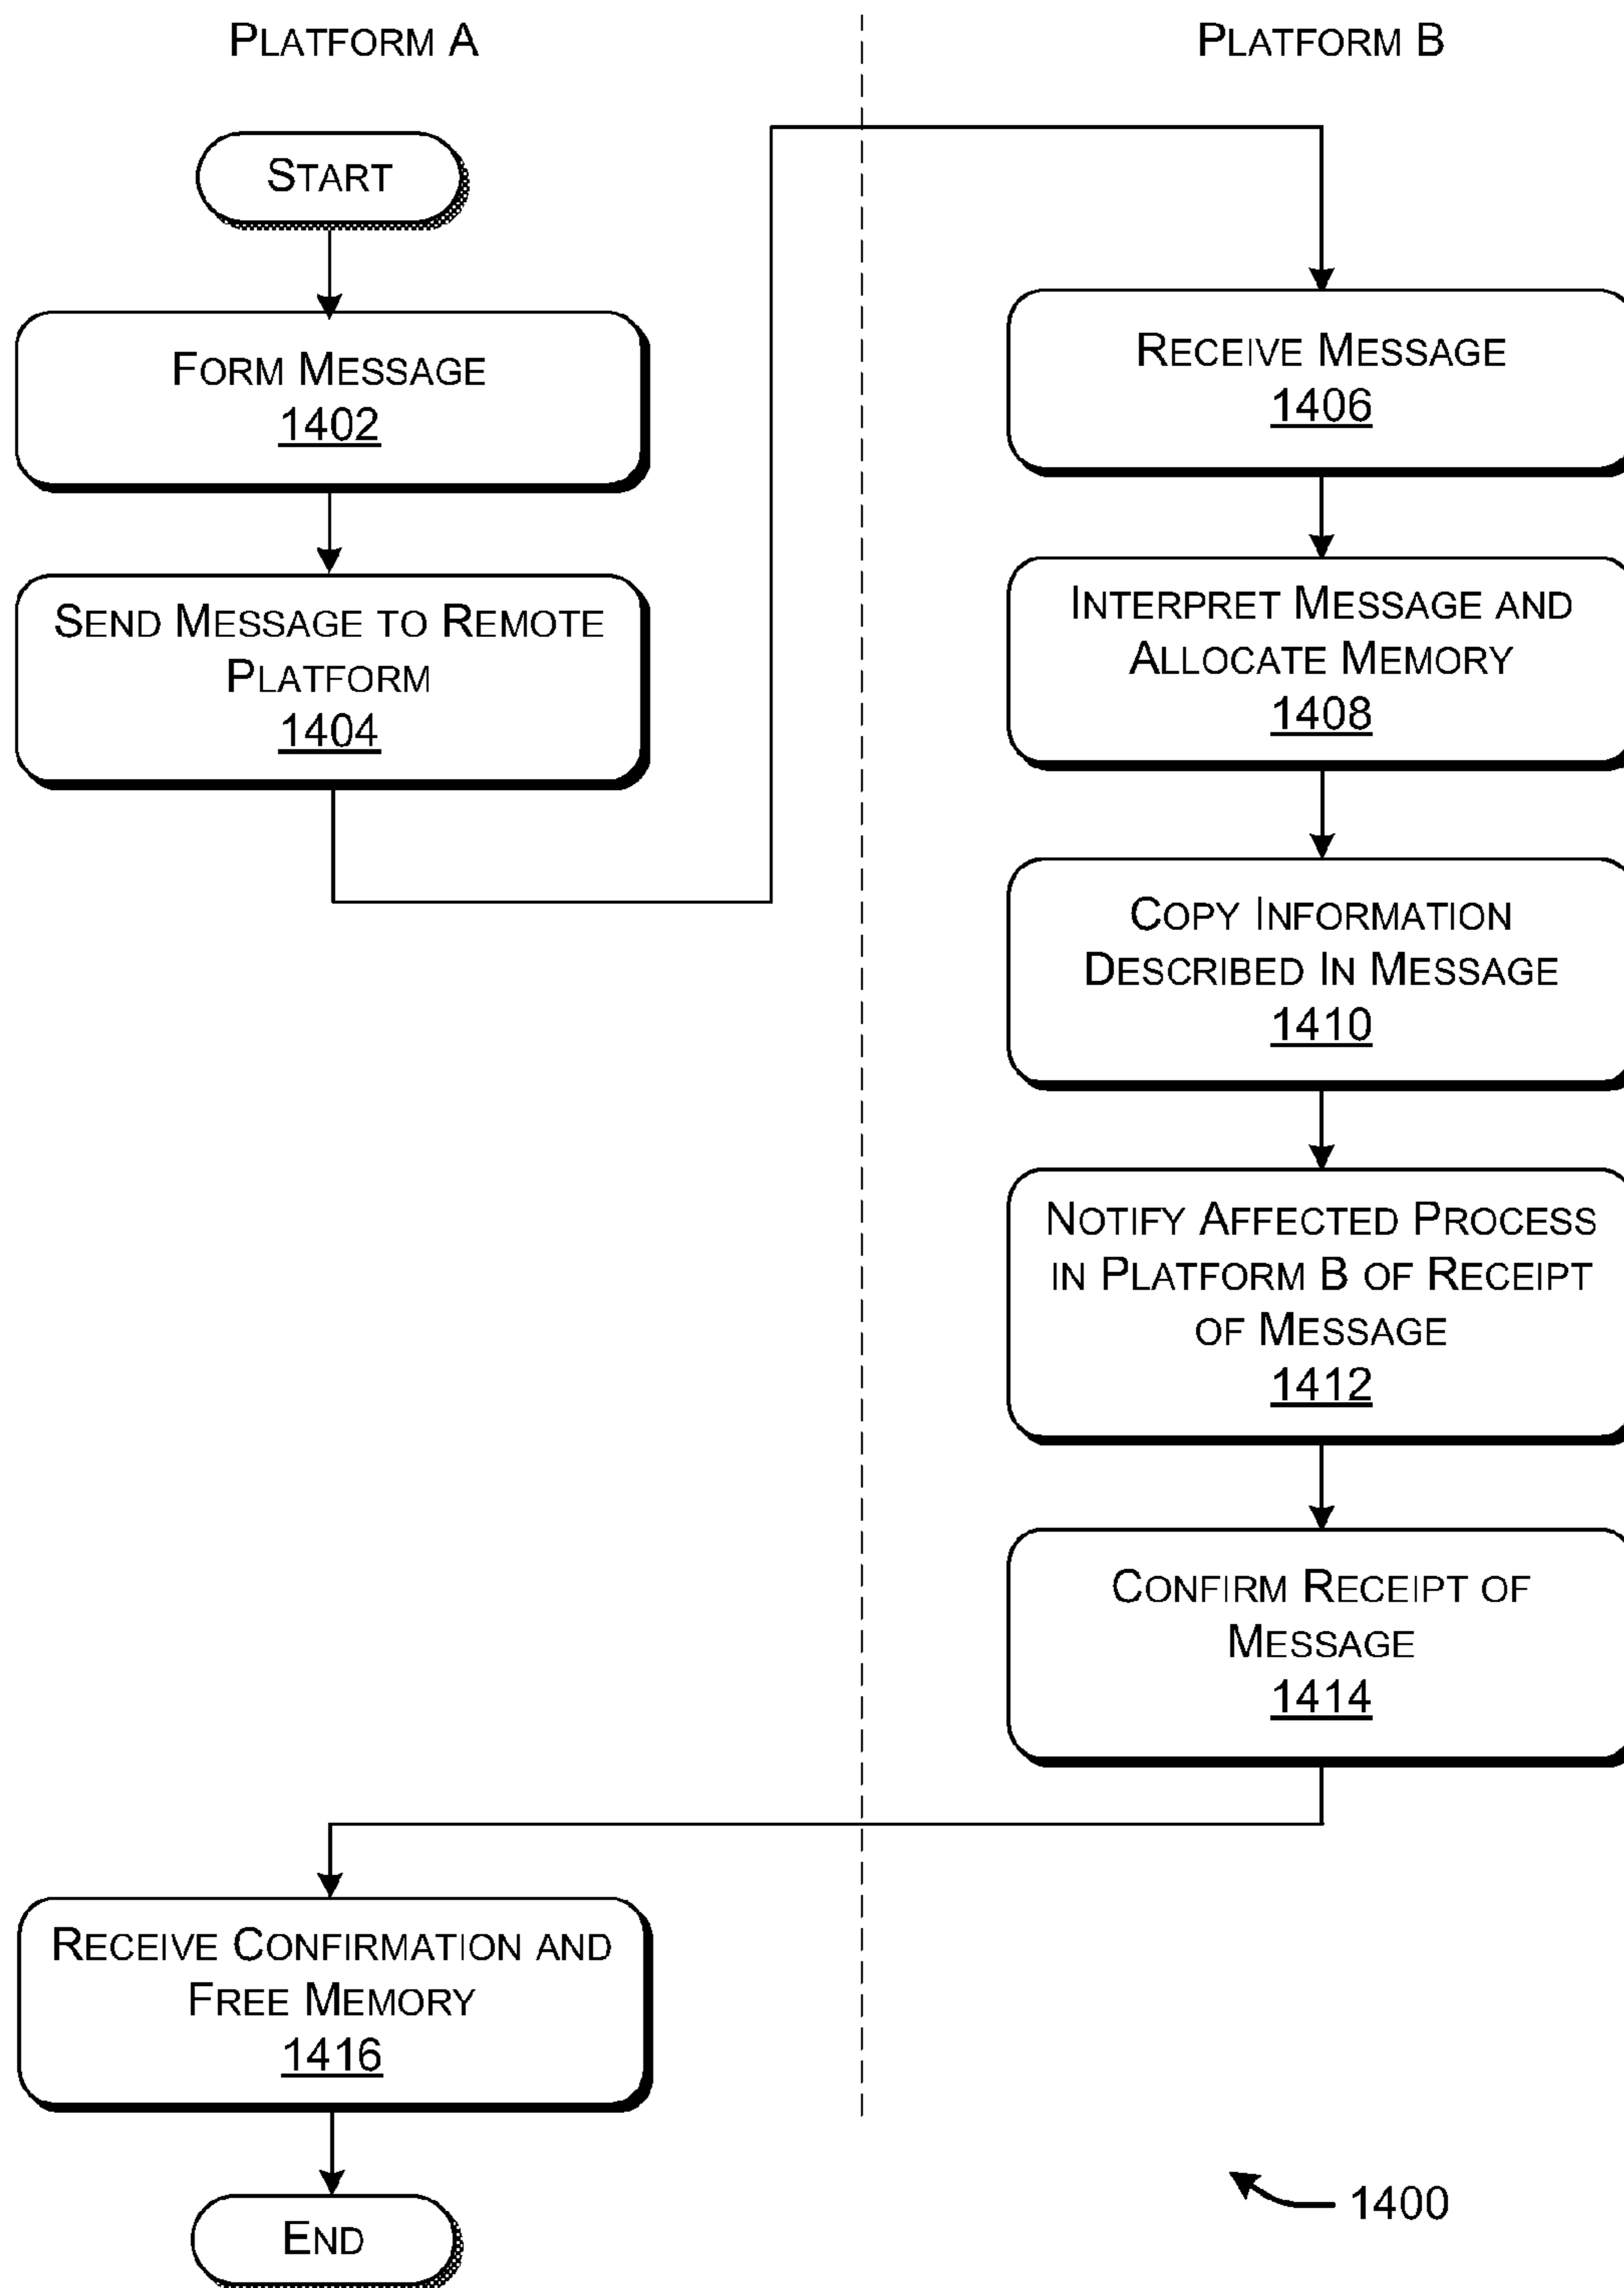 PLATFORM A
PLATFORM B
START
FORM MESSAGE
1402
SEND MESSAGE TO REMOTE
PLATFORM
1404
RECEIVE MESSAGE
1406
INTERPRET MESSAGE AND
ALLOCATE MEMORY
1408
COPY INFORMATION
DESCRIBED IN MESSAGE
1410
NOTIFY AFFECTED PROCESS
IN PLATFORM B OF RECEIPT
OF MESSAGE
1412
CONFIRM RECEIPT OF
MESSAGE
1414
RECEIVE CONFIRMATION AND
FREE MEMORY
1416
END
1400